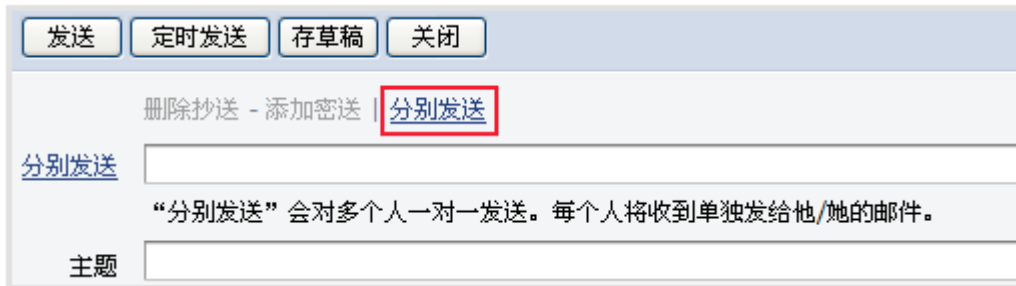 发送 定时发送 存草稿 关闭
删除抄送 - 添加密送 | 分别发送
分别发送
“分别发送”会对多个人一对一发送。每个人将收到单独发给他/她的邮件。
主题